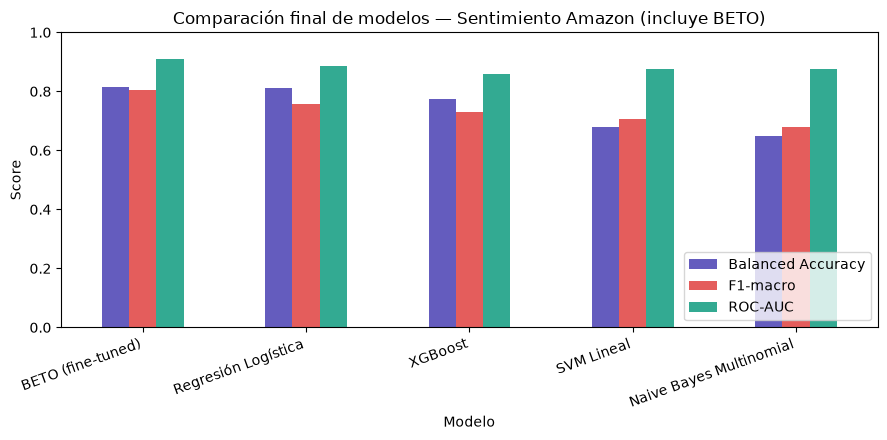 Comparación final de modelos — Sentimiento Amazon (incluye BETO)
1.0
0.8
0.6
0.4
0.2
0.0
Score
Balanced Accuracy
F1-macro
ROC-AUC
BETO (fine-tuned)
Regresión Logística
XGBoost
SVM Lineal
Naive Bayes Multinomial
Modelo